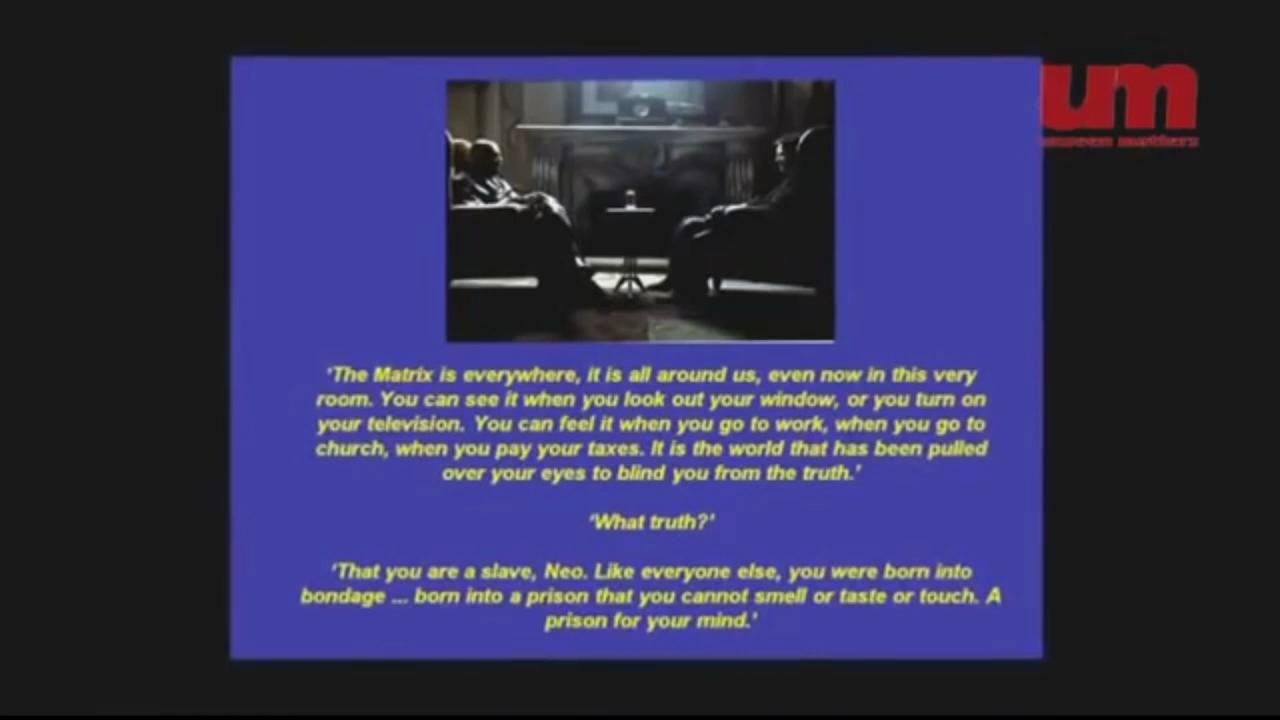 um
'The Matrix is everywhere, it is all around us, even now in this very
room. You can see it when you look out your window, or you turn on
your television. You can feel it when you go to work, when you go to
church, when you pay your taxes. It is the world that has been pulled
over your eyes to blind you from the truth.'
'What truth?'
'That you are a slave, Neo. Like everyone else, you were born into
bondage ... born into a prison that you cannot smell or taste or touch. A
prison for your mind.'